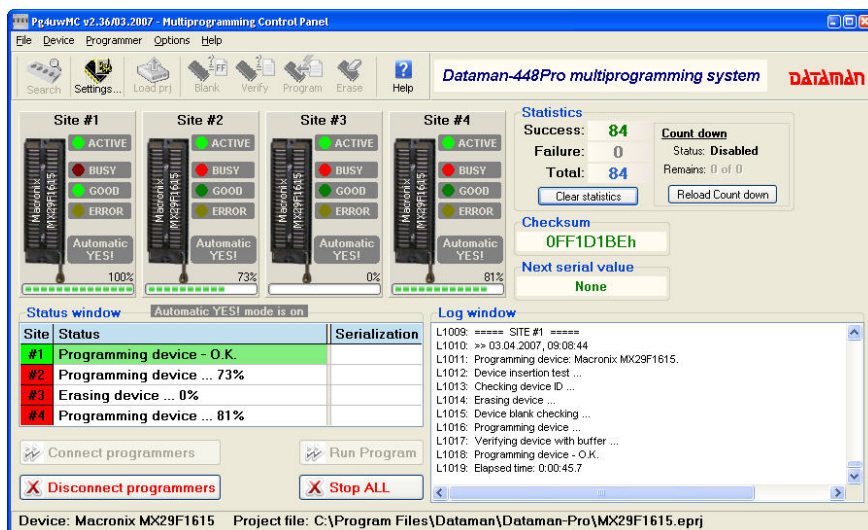 Pg4uwMC v2.36/03.2007 - Multiprogramming Control Panel
File Device Programmer Options Help
Search Settings... Load prj Blank Verify Program Erase Help
Dataman-448Pro multiprogramming system
DATAMAN
Site #1
ACTIVE
BUSY
GOOD
ERROR
Macronix
MX29F1615
Automatic
YES!
100%
Site #2
ACTIVE
BUSY
GOOD
ERROR
Macronix
MX29F1615
Automatic
YES!
73%
Site #3
ACTIVE
BUSY
GOOD
ERROR
Macronix
MX29F1615
Automatic
YES!
0%
Site #4
ACTIVE
BUSY
GOOD
ERROR
Macronix
MX29F1615
Automatic
YES!
81%
Statistics
Success: 84
Failure: 0
Total: 84
Clear statistics
Count down
Status: Disabled
Remains: 0 of 0
Reload Count down
Checksum
0FF1D1BEh
Next serial value
None
Status window
Automatic YES! mode is on
Site Status Serialization
#1 Programming device - O.K.
#2 Programming device ... 73%
#3 Erasing device ... 0%
#4 Programming device ... 81%
Connect programmers
Run Program
Disconnect programmers
Stop ALL
Log window
L1009: ===== SITE #1 =====
L1010: >> 03.04.2007, 09:08:44
L1011: Programming device: Macronix MX29F1615.
L1012: Device insertion test ...
L1013: Checking device ID ...
L1014: Erasing device ...
L1015: Device blank checking ...
L1016: Programming device ...
L1017: Verifying device with buffer ...
L1018: Programming device - O.K.
L1019: Elapsed time: 0:00:45.7
Device: Macronix MX29F1615 Project file: C:\Program Files\Dataman\Dataman-Pro\MX29F1615.eprj